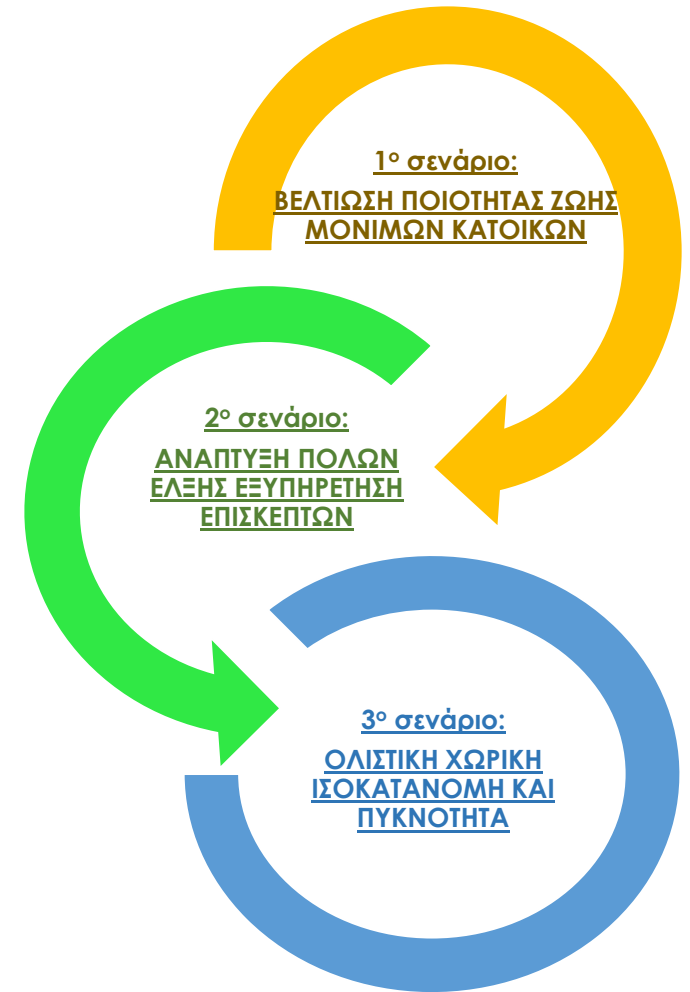 1ο σενάριο:
ΒΕΛΤΙΩΣΗ ΠΟΙΟΤΗΤΑΣ ΖΩΗΣ
ΜΟΝΙΜΩΝ ΚΑΤΟΙΚΩΝ
2ο σενάριο:
ΑΝΑΠΤΥΞΗ ΠΟΛΩΝ
ΕΛΞΗΣ ΕΞΥΠΗΡΕΤΗΣΗ
ΕΠΙΣΚΕΠΤΩΝ
3ο σενάριο:
ΟΛΙΣΤΙΚΗ ΧΩΡΙΚΗ
ΙΣΟΚΑΤΑΝΟΜΗ ΚΑΙ
ΠΥΚΝΟΤΗΤΑ